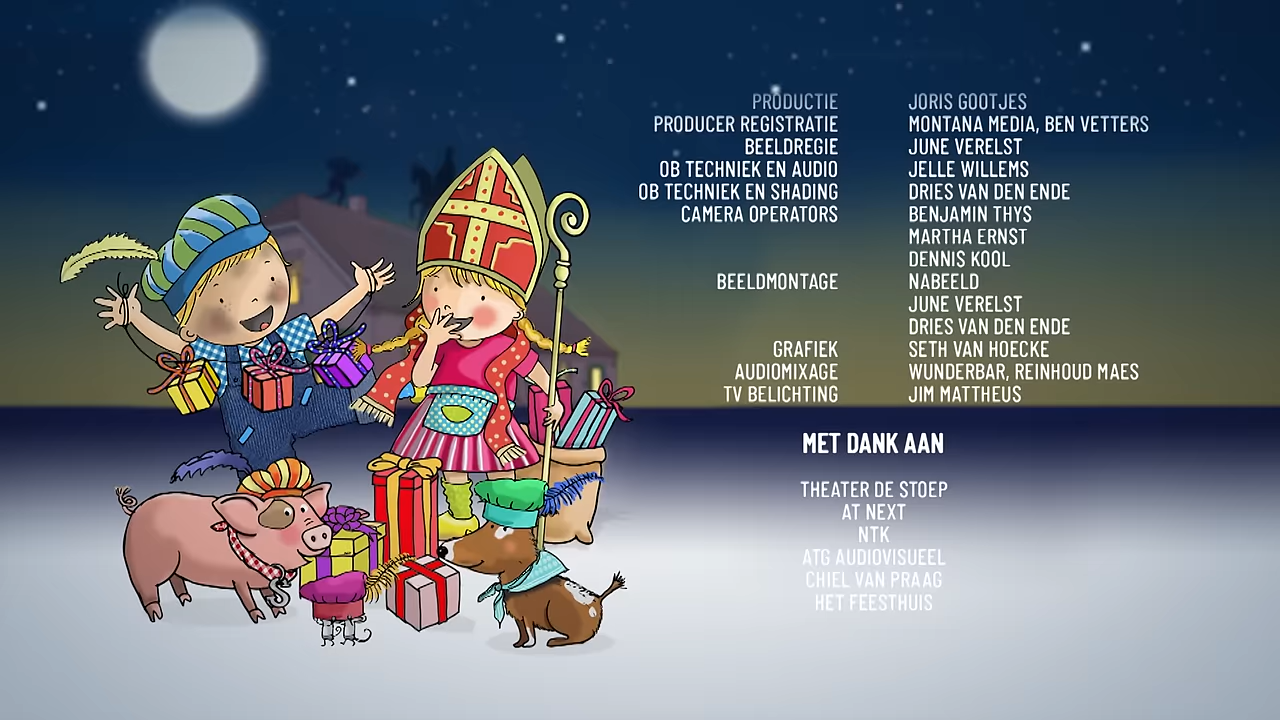 PRODUCTIE JORIS GOOTJES
PRODUCER REGISTRATIE MONTANA MEDIA, BEN VETTERS
BEELDREGIE JUNE VERELST
OB TECHNIEK EN AUDIO JELLE WILLEMS
OB TECHNIEK EN SHADING DRIES VAN DEN ENDE
CAMERA OPERATORS BENJAMIN THYS
MARTHA ERNST
DENNIS KOOL
BEELDMONTAGE NABEELD
JUNE VERELST
DRIES VAN DEN ENDE
GRAFIEK SETH VAN HOECKE
AUDIOMIXAGE WUNDERBAR, REINHOUD MAES
TV BELICHTING JIM MATTHEUS
MET DANK AAN
THEATER DE STOEP
AT NEXT
NTK
ATG AUDIOVISUEEL
CHIEL VAN PRAAG
HET FEESTHUIS